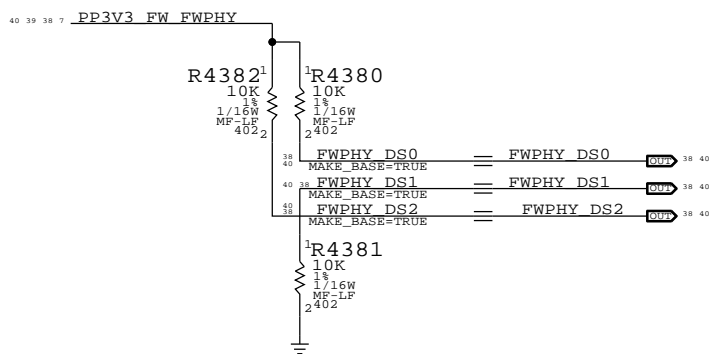 40 39 38 7 PP3V3_FW_FWPHY
R4382 1 1 R4380
10K 10K
1% 1%
1/16W 1/16W
MF-LF MF-LF
402 2 2 402
38 FWPHY_DS0 FWPHY_DS0 OUT 38 40
40 MAKE_BASE=TRUE
40 38 FWPHY_DS1 FWPHY_DS1 OUT 38 40
MAKE_BASE=TRUE
40
38 FWPHY_DS2 FWPHY_DS2 OUT 38 40
MAKE_BASE=TRUE
1 R4381
10K
1%
1/16W
MF-LF
2 402